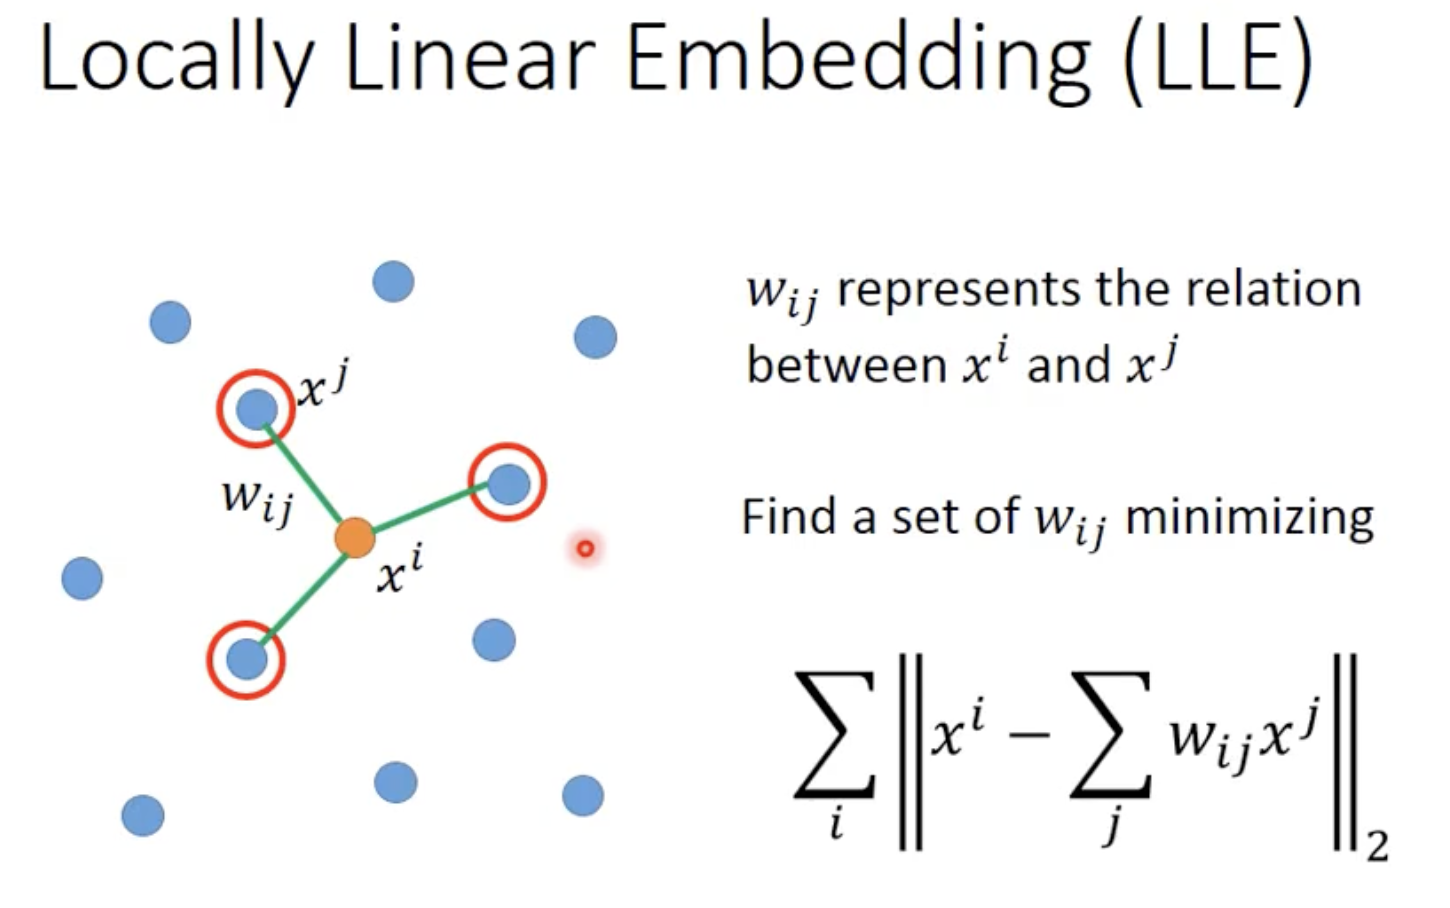 Locally Linear Embedding (LLE)
x^j
w_{ij}
x^i
w_{ij} represents the relation
between x^i and x^j
Find a set of w_{ij} minimizing
\sum_i \left\| x^i - \sum_j w_{ij} x^j \right\|_2